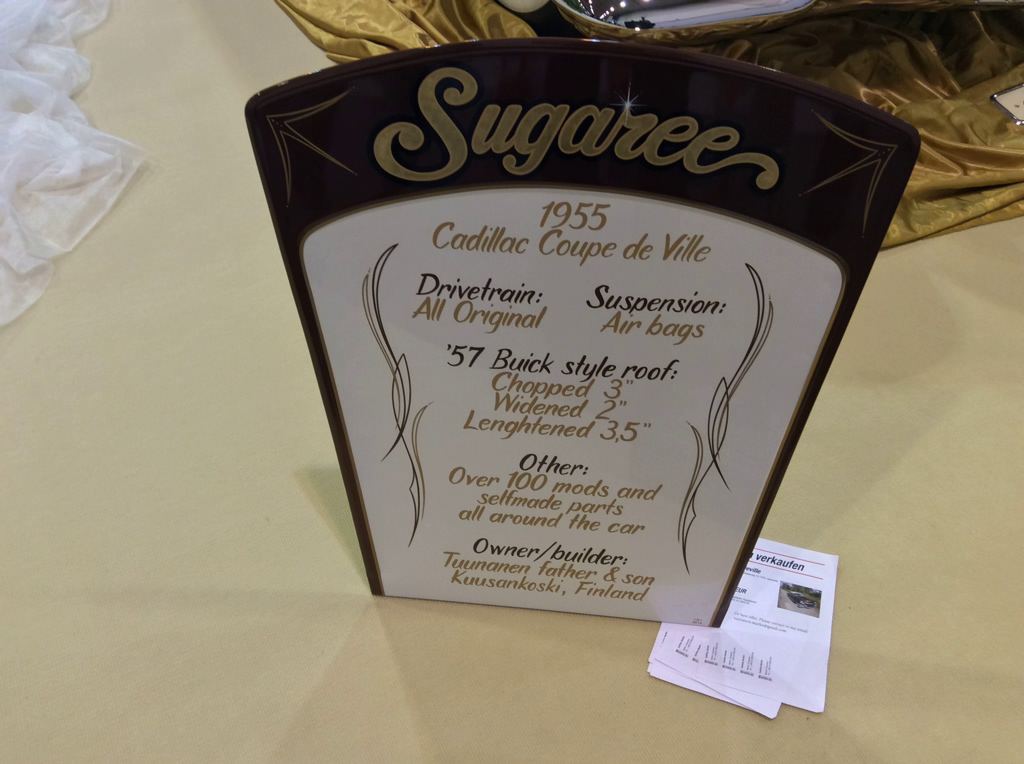 Sugaree
1955
Cadillac Coupe de Ville
Drivetrain:
All Original
Suspension:
Air bags
'57 Buick style roof:
Chopped 3"
Widened 2"
Lenghtened 3,5"
Other:
Over 100 mods and
selfmade parts
all around the car
Owner/builder:
Tuunanen father & son
Kuusankoski, Finland
verkaufen
EUR